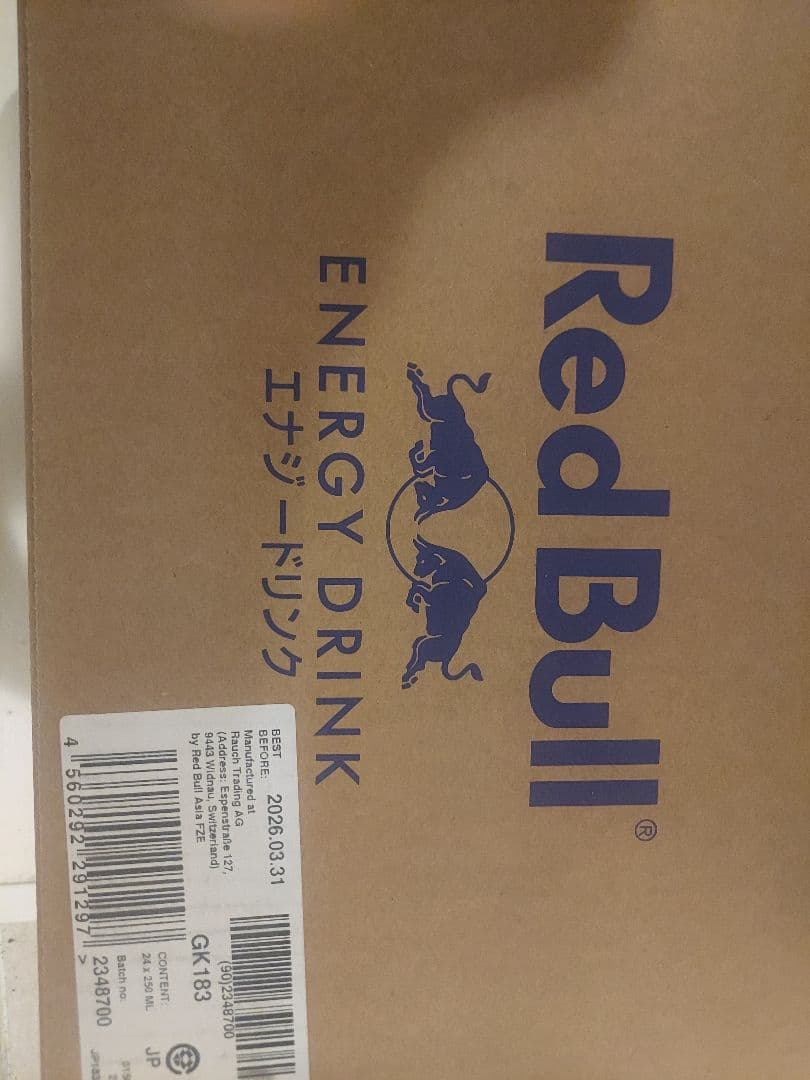 Red Bull®
ENERGY DRINK
エナジードリンク
BEST
BEFORE: 2026.03.31
Manufactured at
Rauch Trading AG
(Address: Espenstraße 127,
9443 Widnau, Switzerland)
by Red Bull Asia FZE
4 560292 291297 >
(90)2348700
GK183
CONTENT:
24 x 250 ML
JP
Batch no.
2348700